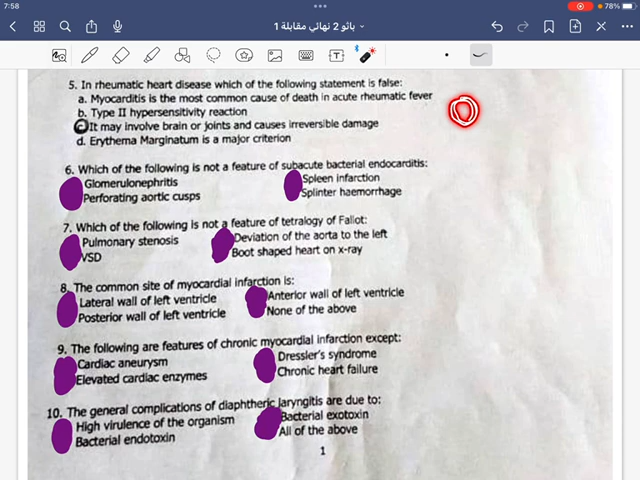 7:58
78%
باثو 2 نهائي مقابلة 1
5. In rheumatic heart disease which of the following statement is false:
a. Myocarditis is the most common cause of death in acute rheumatic fever
b. Type II hypersensitivity reaction
c It may involve brain or joints and causes irreversible damage
d. Erythema Marginatum is a major criterion
6. Which of the following is not a feature of subacute bacterial endocarditis:
Glomerulonephritis Spleen infarction
Perforating aortic cusps Splinter haemorrhage
7. Which of the following is not a feature of tetralogy of Fallot:
Pulmonary stenosis Deviation of the aorta to the left
VSD Boot shaped heart on x-ray
8. The common site of myocardial infarction is:
Lateral wall of left ventricle Anterior wall of left ventricle
Posterior wall of left ventricle None of the above
9. The following are features of chronic myocardial infarction except:
Cardiac aneurysm Dressler's syndrome
Elevated cardiac enzymes Chronic heart failure
10. The general complications of diaphtheric laryngitis are due to:
High virulence of the organism Bacterial exotoxin
Bacterial endotoxin All of the above
1